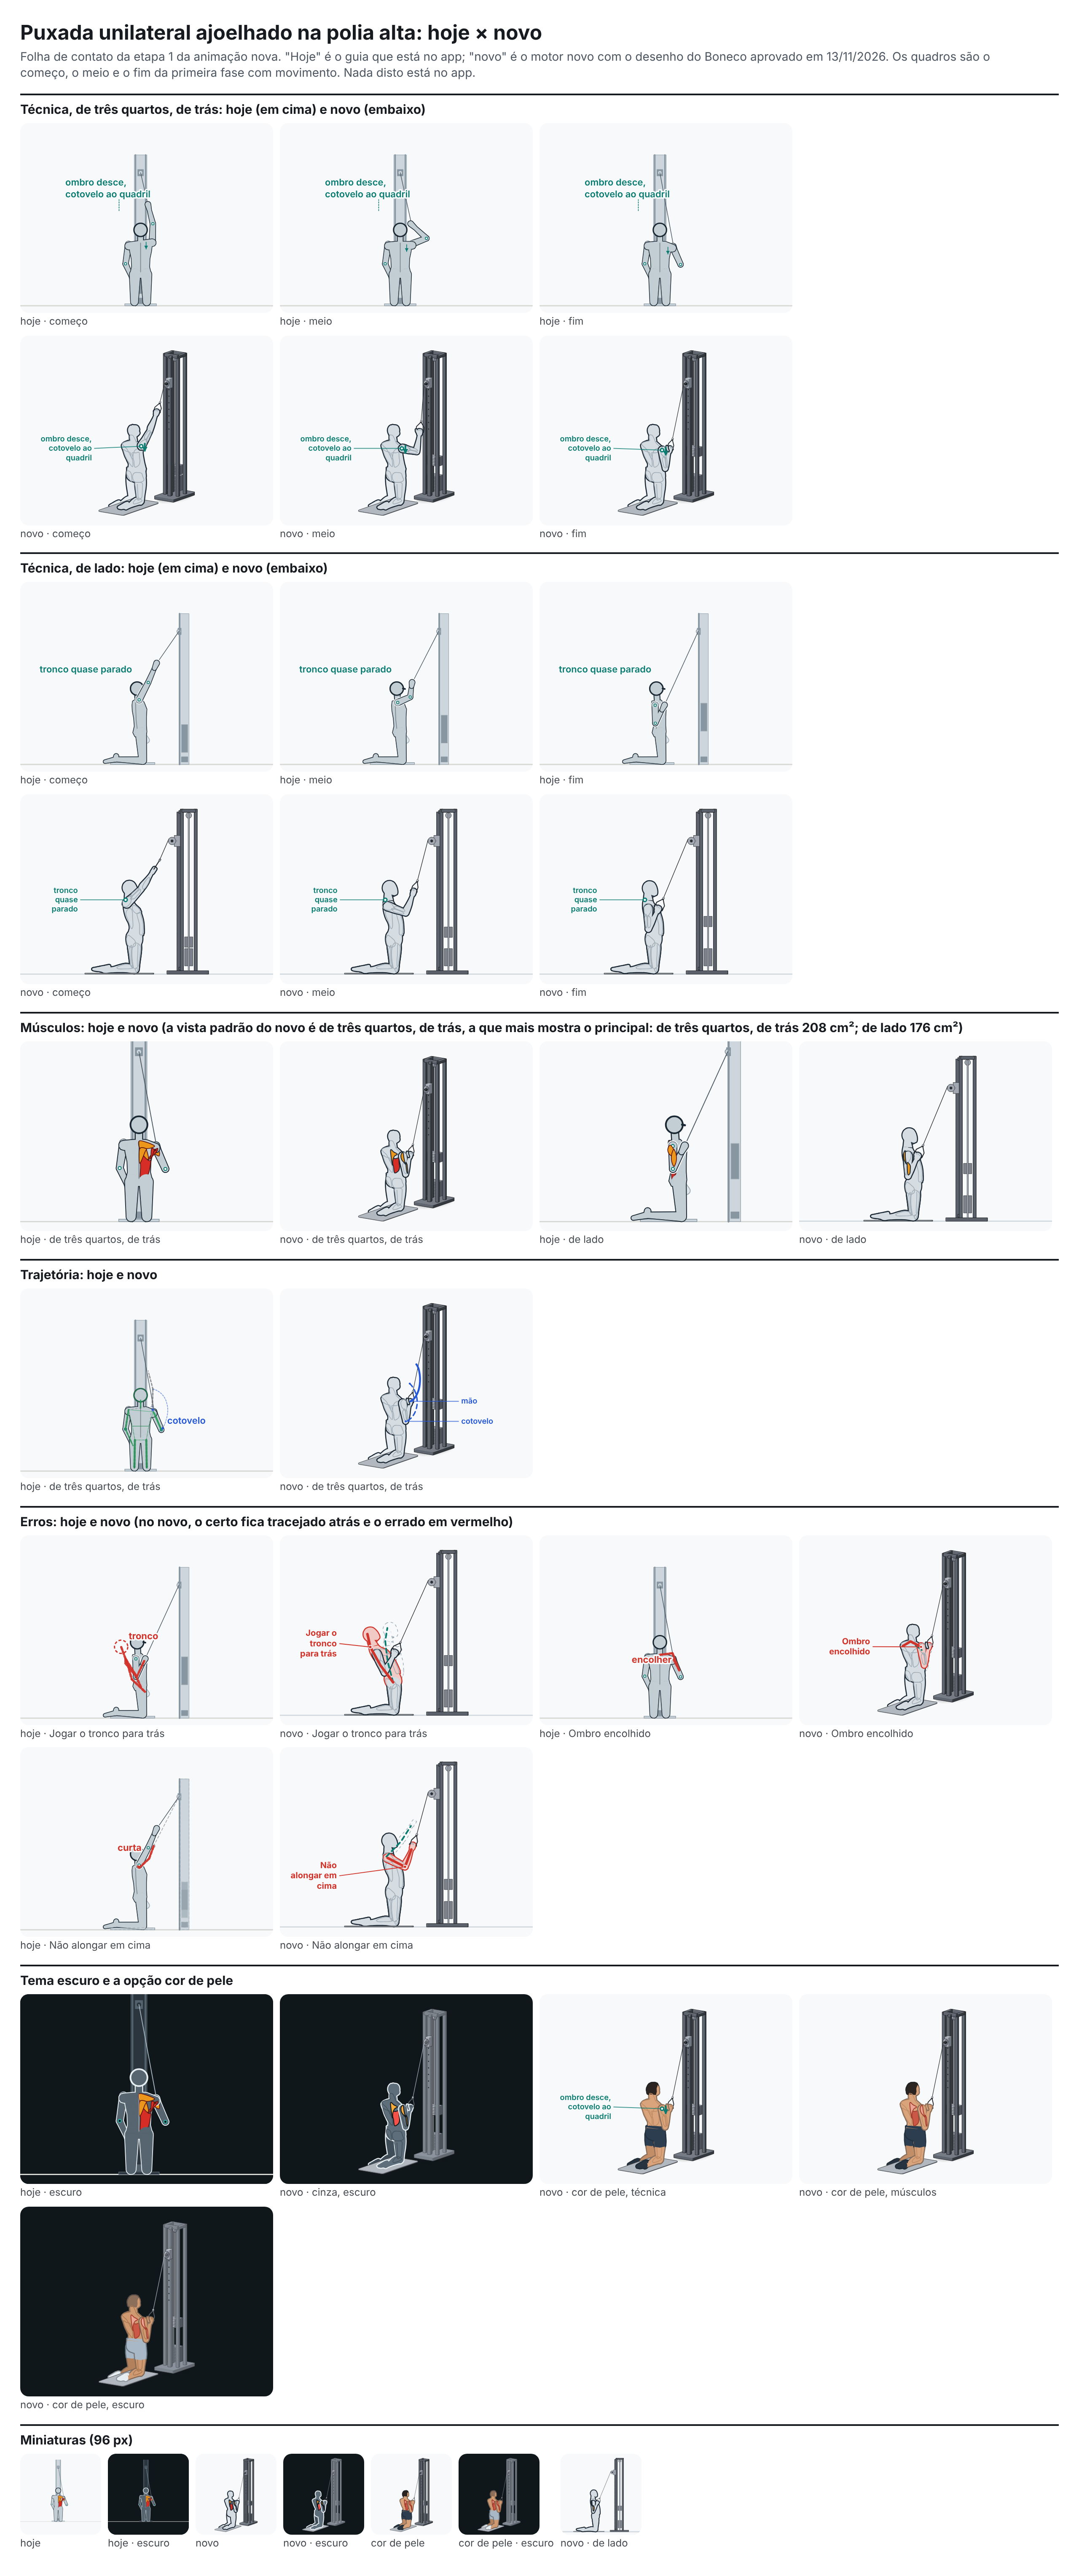 Puxada unilateral ajoelhado na polia alta: hoje × novo
Folha de contato da etapa 1 da animação nova. "Hoje" é o guia que está no app; "novo" é o motor novo com o desenho do Boneco aprovado em 13/11/2026. Os quadros são o
começo, o meio e o fim da primeira fase com movimento. Nada disto está no app.
Técnica, de três quartos, de trás: hoje (em cima) e novo (embaixo)
ombro desce,
cotovelo ao quadril
ombro desce,
cotovelo ao quadril
ombro desce,
cotovelo ao quadril
hoje · começo
hoje · meio
hoje · fim
ombro desce,
cotovelo ao
quadril
ombro desce,
cotovelo ao
quadril
ombro desce,
cotovelo ao
quadril
novo · começo
novo · meio
novo · fim
Técnica, de lado: hoje (em cima) e novo (embaixo)
tronco quase parado
tronco quase parado
tronco quase parado
hoje · começo
hoje · meio
hoje · fim
tronco
quase
parado
tronco
quase
parado
tronco
quase
parado
novo · começo
novo · meio
novo · fim
Músculos: hoje e novo (a vista padrão do novo é de três quartos, de trás, a que mais mostra o principal: de três quartos, de trás 208 cm²; de lado 176 cm²)
hoje · de três quartos, de trás
novo · de três quartos, de trás
hoje · de lado
novo · de lado
Trajetória: hoje e novo
cotovelo
mão
cotovelo
hoje · de três quartos, de trás
novo · de três quartos, de trás
Erros: hoje e novo (no novo, o certo fica tracejado atrás e o errado em vermelho)
tronco
Jogar o
tronco
para trás
encolher
Ombro
encolhido
hoje · Jogar o tronco para trás
novo · Jogar o tronco para trás
hoje · Ombro encolhido
novo · Ombro encolhido
curta
Não
alongar em
cima
hoje · Não alongar em cima
novo · Não alongar em cima
Tema escuro e a opção cor de pele
ombro desce,
cotovelo ao
quadril
hoje · escuro
novo · cinza, escuro
novo · cor de pele, técnica
novo · cor de pele, músculos
novo · cor de pele, escuro
Miniaturas (96 px)
hoje
hoje · escuro
novo
novo · escuro
cor de pele
cor de pele · escuro
novo · de lado